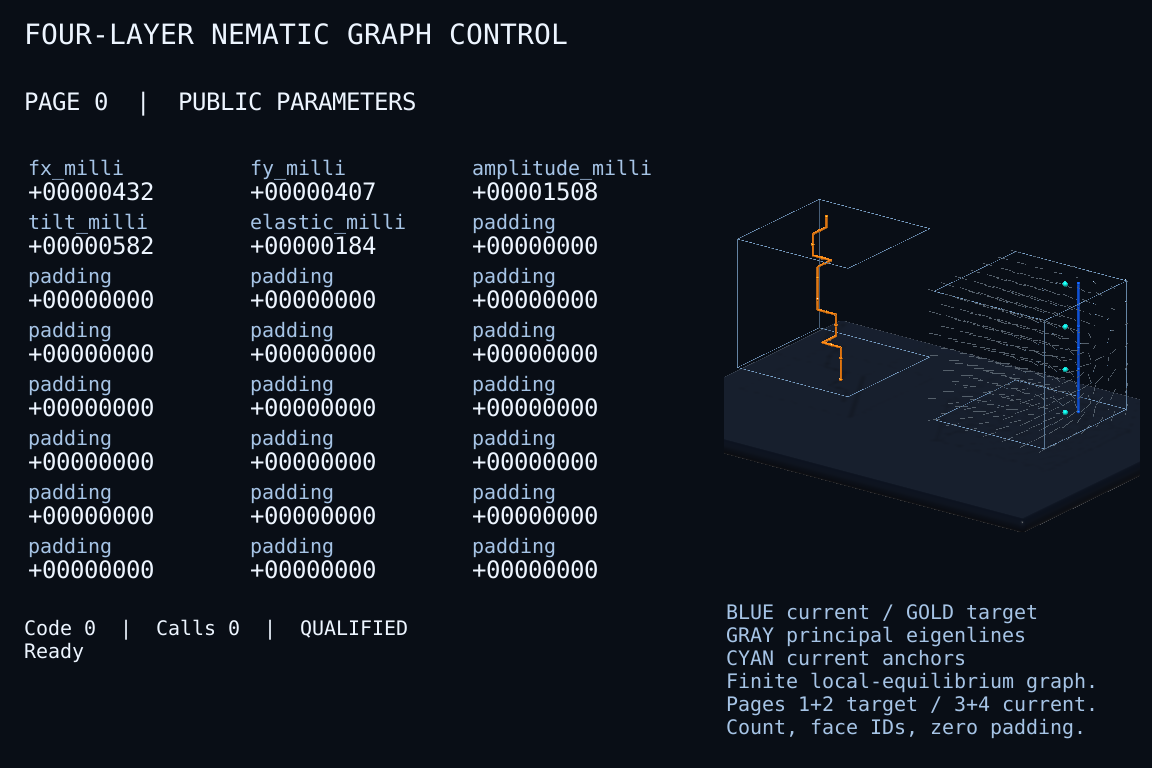 FOUR-LAYER NEMATIC GRAPH CONTROL
PAGE 0 | PUBLIC PARAMETERS
fx_milli fy_milli amplitude_milli
+00000432 +00000407 +00001508
tilt_milli elastic_milli padding
+00000582 +00000184 +00000000
padding padding padding
+00000000 +00000000 +00000000
padding padding padding
+00000000 +00000000 +00000000
padding padding padding
+00000000 +00000000 +00000000
padding padding padding
+00000000 +00000000 +00000000
padding padding padding
+00000000 +00000000 +00000000
padding padding padding
+00000000 +00000000 +00000000
Code 0 | Calls 0 | QUALIFIED
Ready
BLUE current / GOLD target
GRAY principal eigenlines
CYAN current anchors
Finite local-equilibrium graph.
Pages 1+2 target / 3+4 current.
Count, face IDs, zero padding.